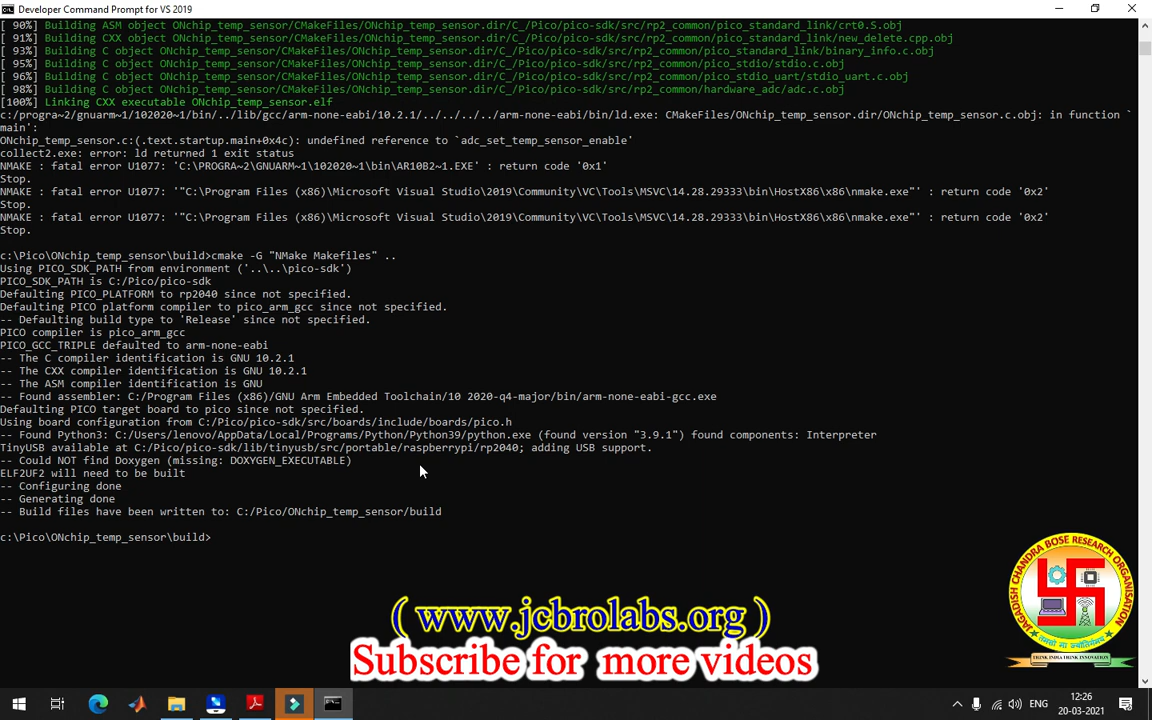 Developer Command Prompt for VS 2019
[ 90%] Building ASM object ONchip_temp_sensor/CMakeFiles/ONchip_temp_sensor.dir/C_/Pico/pico-sdk/src/rp2_common/pico_standard_link/crt0.S.obj
[ 91%] Building CXX object ONchip_temp_sensor/CMakeFiles/ONchip_temp_sensor.dir/C_/Pico/pico-sdk/src/rp2_common/pico_standard_link/new_delete.cpp.obj
[ 93%] Building C object ONchip_temp_sensor/CMakeFiles/ONchip_temp_sensor.dir/C_/Pico/pico-sdk/src/rp2_common/pico_standard_link/binary_info.c.obj
[ 95%] Building C object ONchip_temp_sensor/CMakeFiles/ONchip_temp_sensor.dir/C_/Pico/pico-sdk/src/rp2_common/pico_stdio/stdio.c.obj
[ 96%] Building C object ONchip_temp_sensor/CMakeFiles/ONchip_temp_sensor.dir/C_/Pico/pico-sdk/src/rp2_common/pico_stdio_uart/stdio_uart.c.obj
[ 98%] Building C object ONchip_temp_sensor/CMakeFiles/ONchip_temp_sensor.dir/C_/Pico/pico-sdk/src/rp2_common/hardware_adc/adc.c.obj
[100%] Linking CXX executable ONchip_temp_sensor.elf
c:/progra~2/gnuarm~1/102020~1/bin/../lib/gcc/arm-none-eabi/10.2.1/../../../../arm-none-eabi/bin/ld.exe: CMakeFiles/ONchip_temp_sensor.dir/ONchip_temp_sensor.c.obj: in function `
main':
ONchip_temp_sensor.c:(.text.startup.main+0x4c): undefined reference to `adc_set_temp_sensor_enable'
collect2.exe: error: ld returned 1 exit status
NMAKE : fatal error U1077: 'C:\PROGRA~2\GNUARM~1\102020~1\bin\AR10B2~1.EXE' : return code '0x1'
Stop.
NMAKE : fatal error U1077: '"C:\Program Files (x86)\Microsoft Visual Studio\2019\Community\VC\Tools\MSVC\14.28.29333\bin\HostX86\x86\nmake.exe"' : return code '0x2'
Stop.
NMAKE : fatal error U1077: '"C:\Program Files (x86)\Microsoft Visual Studio\2019\Community\VC\Tools\MSVC\14.28.29333\bin\HostX86\x86\nmake.exe"' : return code '0x2'
Stop.
c:\Pico\ONchip_temp_sensor\build>cmake -G "NMake Makefiles" ..
Using PICO_SDK_PATH from environment ('..\..\pico-sdk')
PICO_SDK_PATH is C:/Pico/pico-sdk
Defaulting PICO_PLATFORM to rp2040 since not specified.
Defaulting PICO platform compiler to pico_arm_gcc since not specified.
-- Defaulting build type to 'Release' since not specified.
PICO compiler is pico_arm_gcc
PICO_GCC_TRIPLE defaulted to arm-none-eabi
-- The C compiler identification is GNU 10.2.1
-- The CXX compiler identification is GNU 10.2.1
-- The ASM compiler identification is GNU
-- Found assembler: C:/Program Files (x86)/GNU Arm Embedded Toolchain/10 2020-q4-major/bin/arm-none-eabi-gcc.exe
Defaulting PICO target board to pico since not specified.
Using board configuration from C:/Pico/pico-sdk/src/boards/include/boards/pico.h
-- Found Python3: C:/Users/lenovo/AppData/Local/Programs/Python/Python39/python.exe (found version "3.9.1") found components: Interpreter
TinyUSB available at C:/Pico/pico-sdk/lib/tinyusb/src/portable/raspberrypi/rp2040; adding USB support.
-- Could NOT find Doxygen (missing: DOXYGEN_EXECUTABLE)
ELF2UF2 will need to be built
-- Configuring done
-- Generating done
-- Build files have been written to: C:/Pico/ONchip_temp_sensor/build
c:\Pico\ONchip_temp_sensor\build>
( www.jcbrolabs.org )
Subscribe for more videos
JAGADISH CHANDRA BOSE RESEARCH ORGANISATION
THINK INDIA THINK INNOVATION
ENG
12:26
20-03-2021